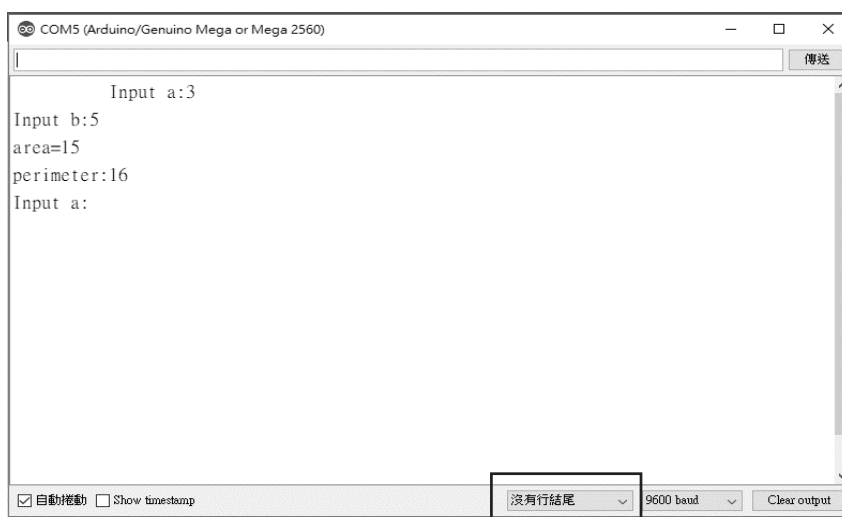 COM5 (Arduino/Genuino Mega or Mega 2560)
傳送
Input a:3
Input b:5
area=15
perimeter:16
Input a:
自動捲動 Show timestamp 沒有行結尾 9600 baud Clear output